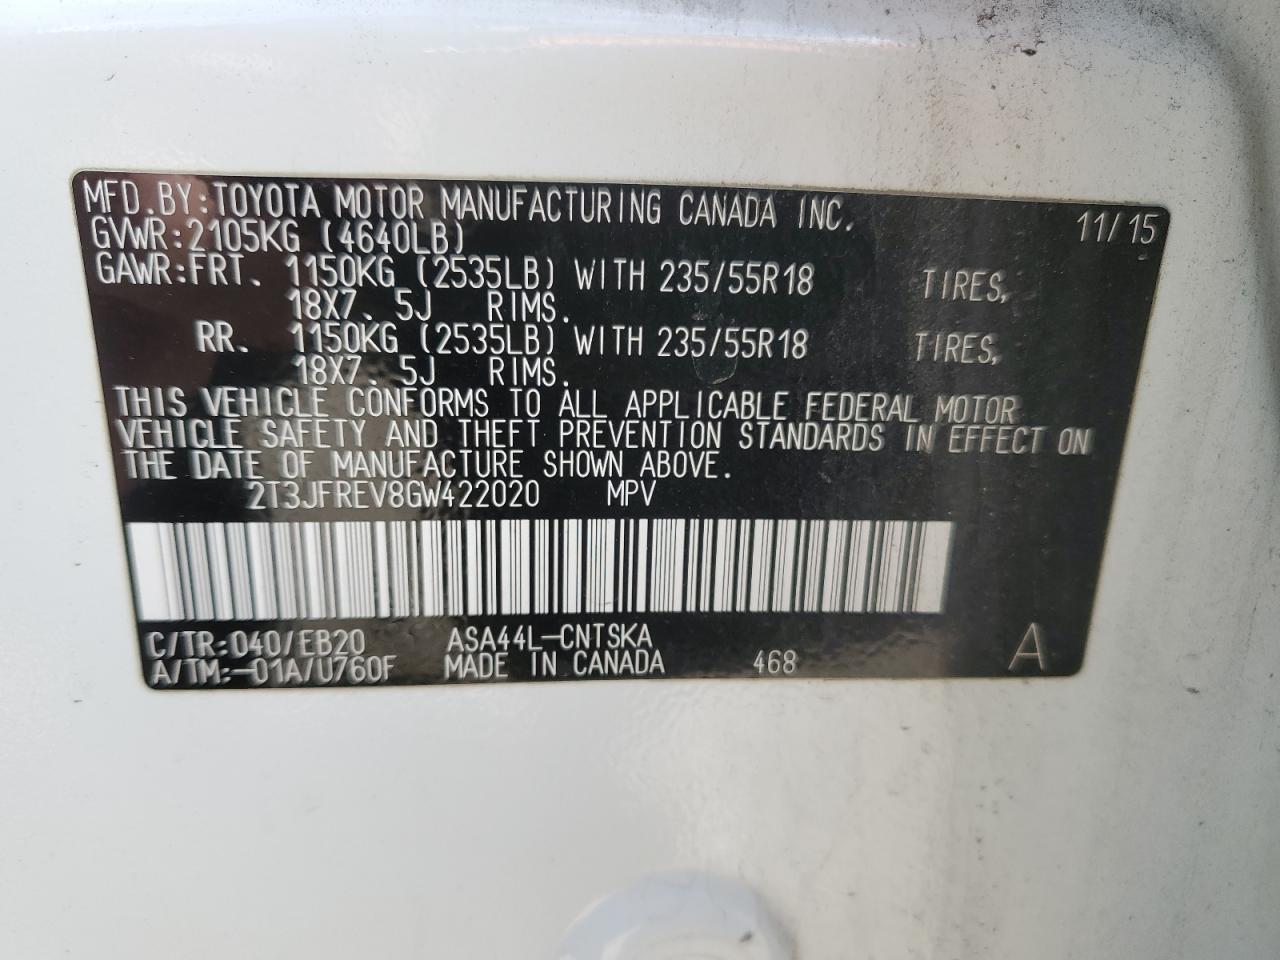 MFD.BY:TOYOTA MOTOR MANUFACTURING CANADA INC. 11/15
GVWR:2105KG (4640LB)
GAWR:FRT. 1150KG (2535LB) WITH 235/55R18 TIRES,
18X7. 5J RIMS.
RR. 1150KG (2535LB) WITH 235/55R18 TIRES,
18X7. 5J RIMS.
THIS VEHICLE CONFORMS TO ALL APPLICABLE FEDERAL MOTOR
VEHICLE SAFETY AND THEFT PREVENTION STANDARDS IN EFFECT ON
THE DATE OF MANUFACTURE SHOWN ABOVE.
2T3JFREV8GW422020 MPV
C/TR:040/EB20 ASA44L-CNTSKA
A/TM:-01A/U760F MADE IN CANADA 468 A